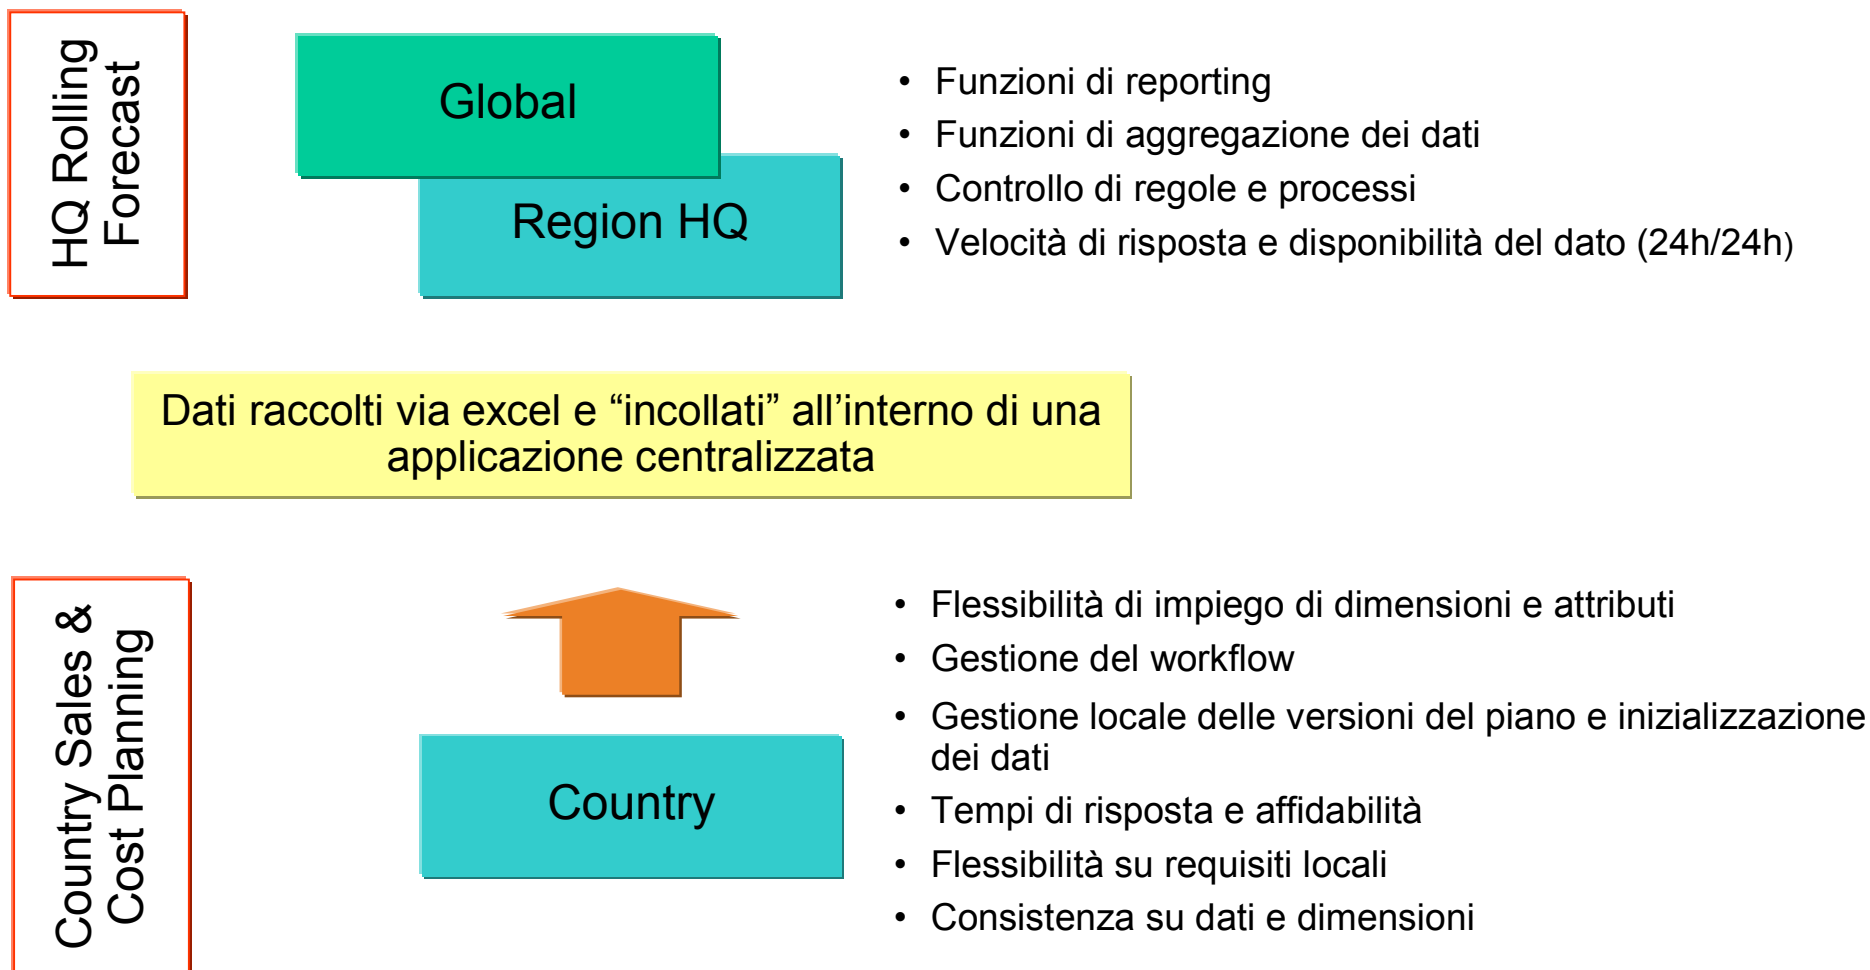 HQ Rolling
Forecast
Global
Region HQ
• Funzioni di reporting
• Funzioni di aggregazione dei dati
• Controllo di regole e processi
• Velocità di risposta e disponibilità del dato (24h/24h)
Dati raccolti via excel e “incollati” all’interno di una
applicazione centralizzata
Country Sales &
Cost Planning
Country
• Flessibilità di impiego di dimensioni e attributi
• Gestione del workflow
• Gestione locale delle versioni del piano e inizializzazione
dei dati
• Tempi di risposta e affidabilità
• Flessibilità su requisiti locali
• Consistenza su dati e dimensioni